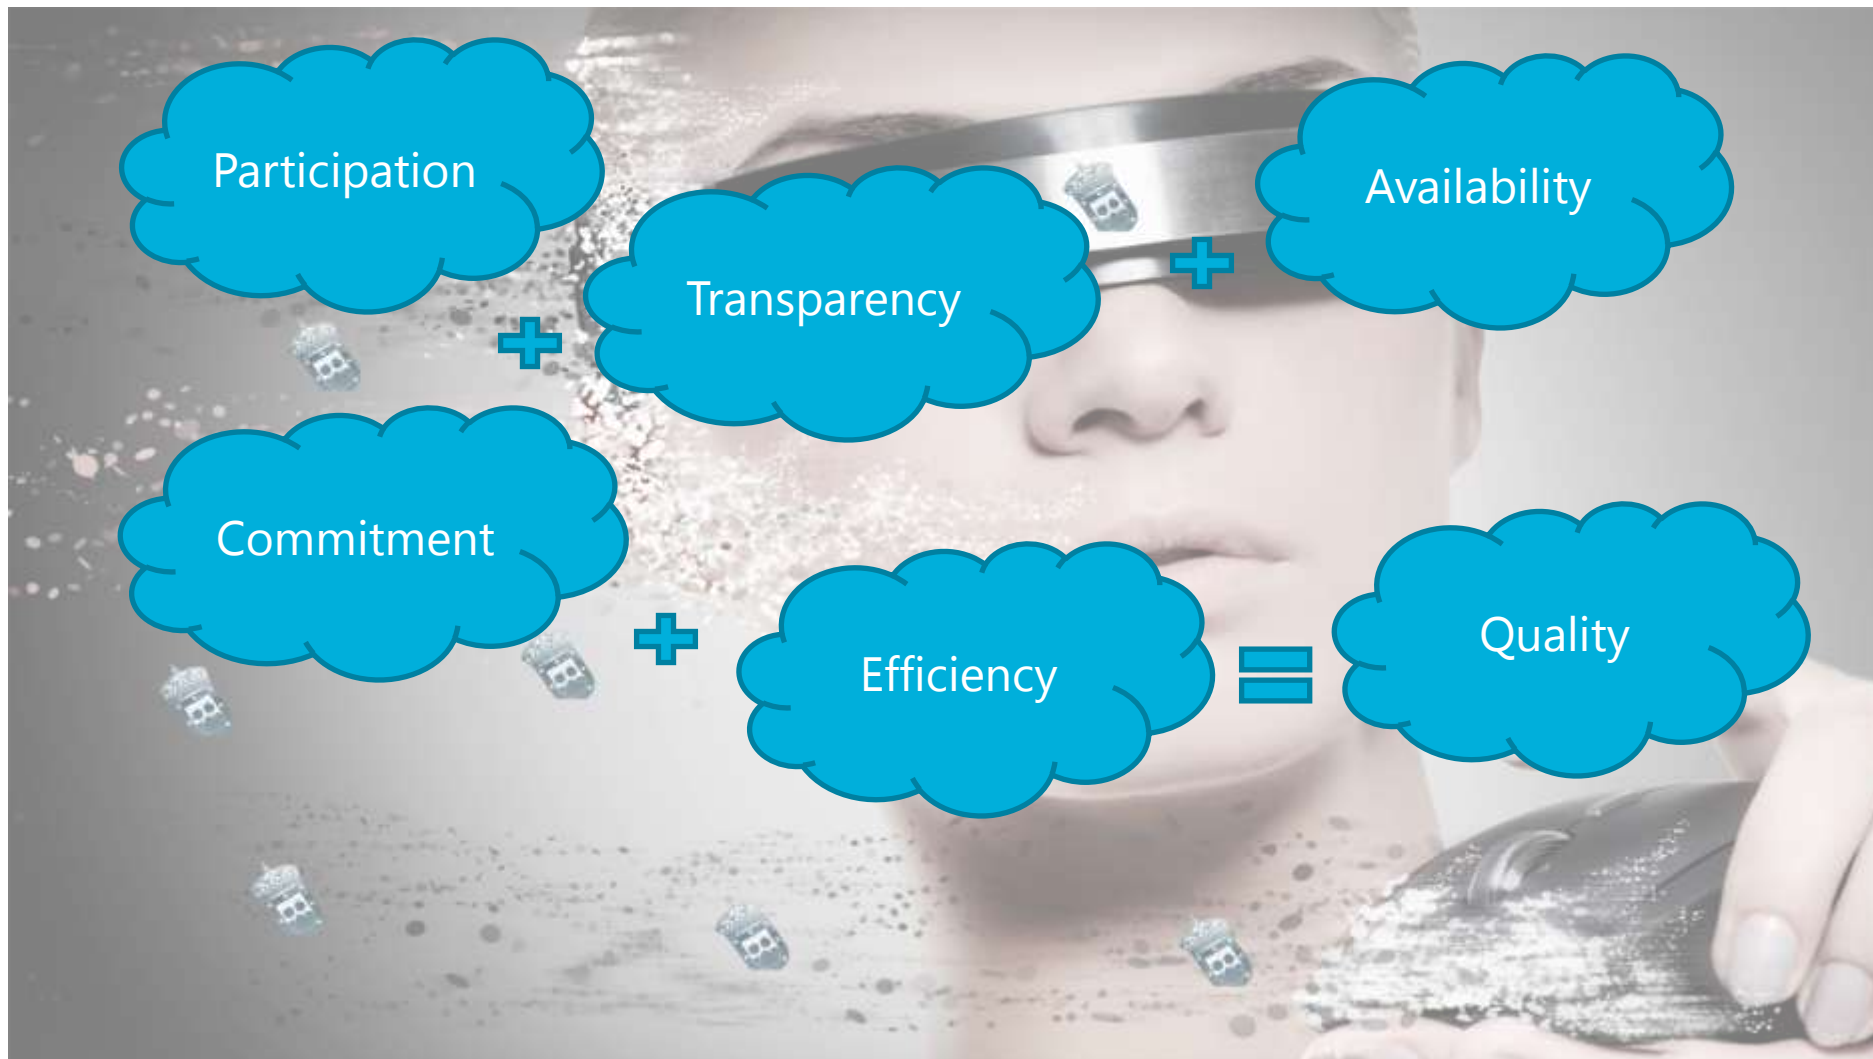 Participation
Transparency
Availability
Commitment
Efficiency
Quality